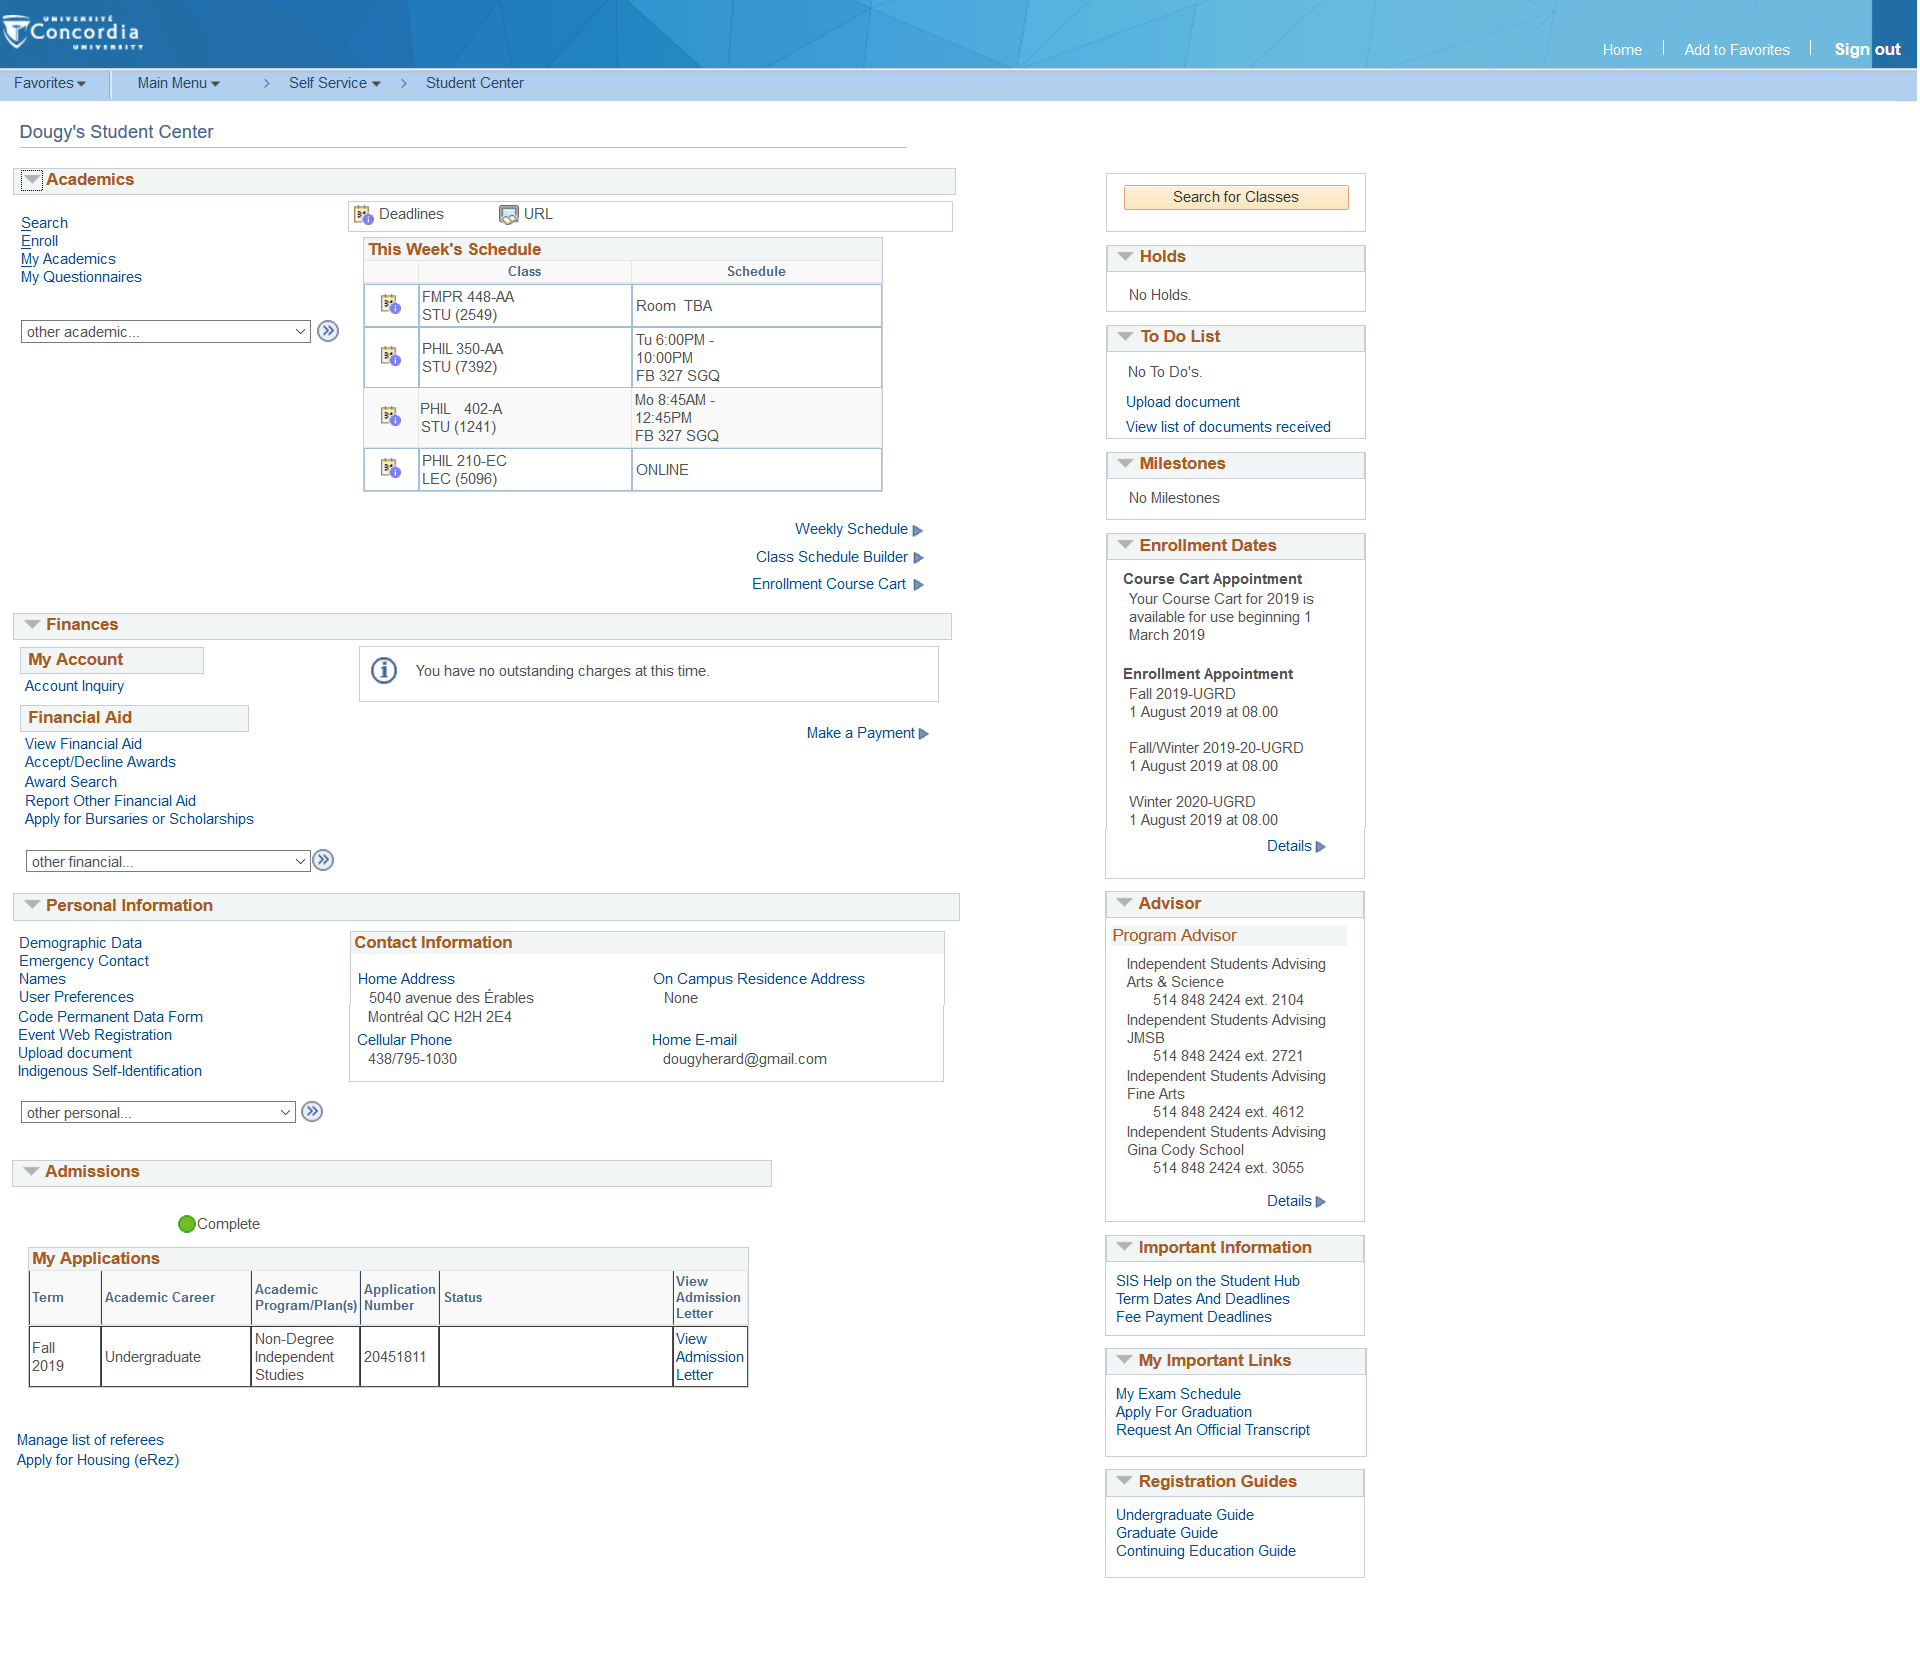 UNIVERSITÉ
Concordia
UNIVERSITY
Home
Add to Favorites
Sign out
Favorites
Main Menu
>
Self Service
>
Student Center
Dougy's Student Center
Academics
Search
Enroll
My Academics
My Questionnaires
other academic...
Deadlines
URL
This Week's Schedule
Class
Schedule
FMPR 448-AA
STU (2549)
Room TBA
PHIL 350-AA
STU (7392)
Tu 6:00PM -
10:00PM
FB 327 SGQ
PHIL 402-A
STU (1241)
Mo 8:45AM -
12:45PM
FB 327 SGQ
PHIL 210-EC
LEC (5096)
ONLINE
Weekly Schedule
Class Schedule Builder
Enrollment Course Cart
Finances
My Account
Account Inquiry
Financial Aid
View Financial Aid
Accept/Decline Awards
Award Search
Report Other Financial Aid
Apply for Bursaries or Scholarships
other financial...
You have no outstanding charges at this time.
Make a Payment
Personal Information
Demographic Data
Emergency Contact
Names
User Preferences
Code Permanent Data Form
Event Web Registration
Upload document
Indigenous Self-Identification
other personal...
Contact Information
Home Address
5040 avenue des Érables
Montréal QC H2H 2E4
On Campus Residence Address
None
Cellular Phone
438/795-1030
Home E-mail
dougyherard@gmail.com
Admissions
Complete
My Applications
Term
Academic Career
Academic
Program/Plan(s)
Application
Number
Status
View
Admission
Letter
Fall
2019
Undergraduate
Non-Degree
Independent
Studies
20451811
View
Admission
Letter
Manage list of referees
Apply for Housing (eRez)
Search for Classes
Holds
No Holds.
To Do List
No To Do's.
Upload document
View list of documents received
Milestones
No Milestones
Enrollment Dates
Course Cart Appointment
Your Course Cart for 2019 is
available for use beginning 1
March 2019
Enrollment Appointment
Fall 2019-UGRD
1 August 2019 at 08.00
Fall/Winter 2019-20-UGRD
1 August 2019 at 08.00
Winter 2020-UGRD
1 August 2019 at 08.00
Details
Advisor
Program Advisor
Independent Students Advising
Arts & Science
514 848 2424 ext. 2104
Independent Students Advising
JMSB
514 848 2424 ext. 2721
Independent Students Advising
Fine Arts
514 848 2424 ext. 4612
Independent Students Advising
Gina Cody School
514 848 2424 ext. 3055
Details
Important Information
SIS Help on the Student Hub
Term Dates And Deadlines
Fee Payment Deadlines
My Important Links
My Exam Schedule
Apply For Graduation
Request An Official Transcript
Registration Guides
Undergraduate Guide
Graduate Guide
Continuing Education Guide